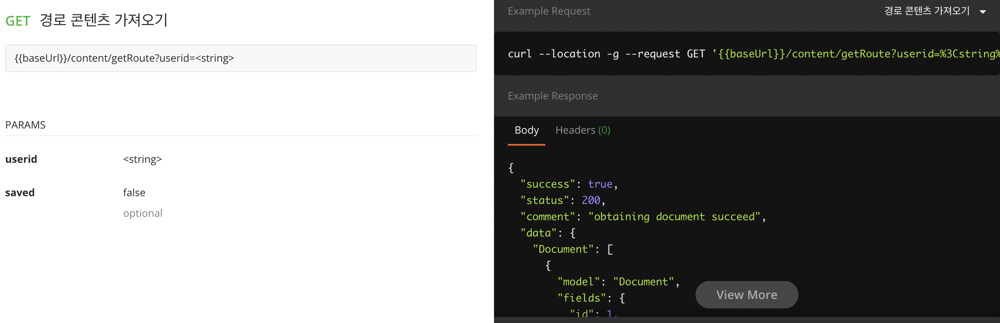 GET 경로 콘텐츠 가져오기
{{baseUrl}}/content/getRoute?userid=<string>
PARAMS
userid <string>
saved false
optional
Example Request 경로 콘텐츠 가져오기
curl --location -g --request GET '{{baseUrl}}/content/getRoute?userid=%3Cstring%
Example Response
Body Headers (0)
{
"success": true,
"status": 200,
"comment": "obtaining document succeed",
"data": {
"Document": [
{
"model": "Document",
"fields": {
"id": 1,
View More